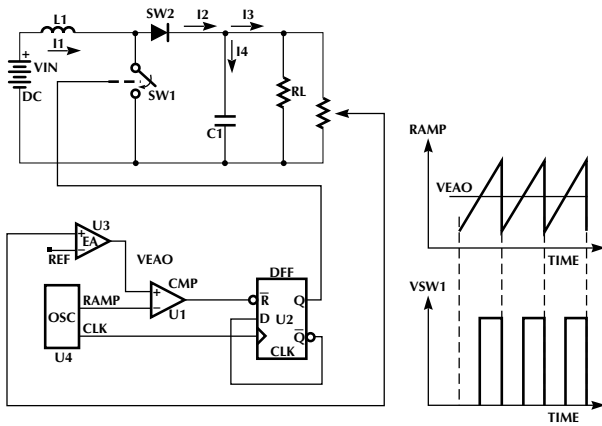 L1
I1
VIN
DC
SW2
I2
I3
I4
SW1
RL
C1
U3
EA
+
–
REF
VEAO
CMP
+
–
U1
OSC
RAMP
CLK
U4
DFF
R
Q
D
U2
Q
CLK
RAMP
VEAO
TIME
VSW1
TIME